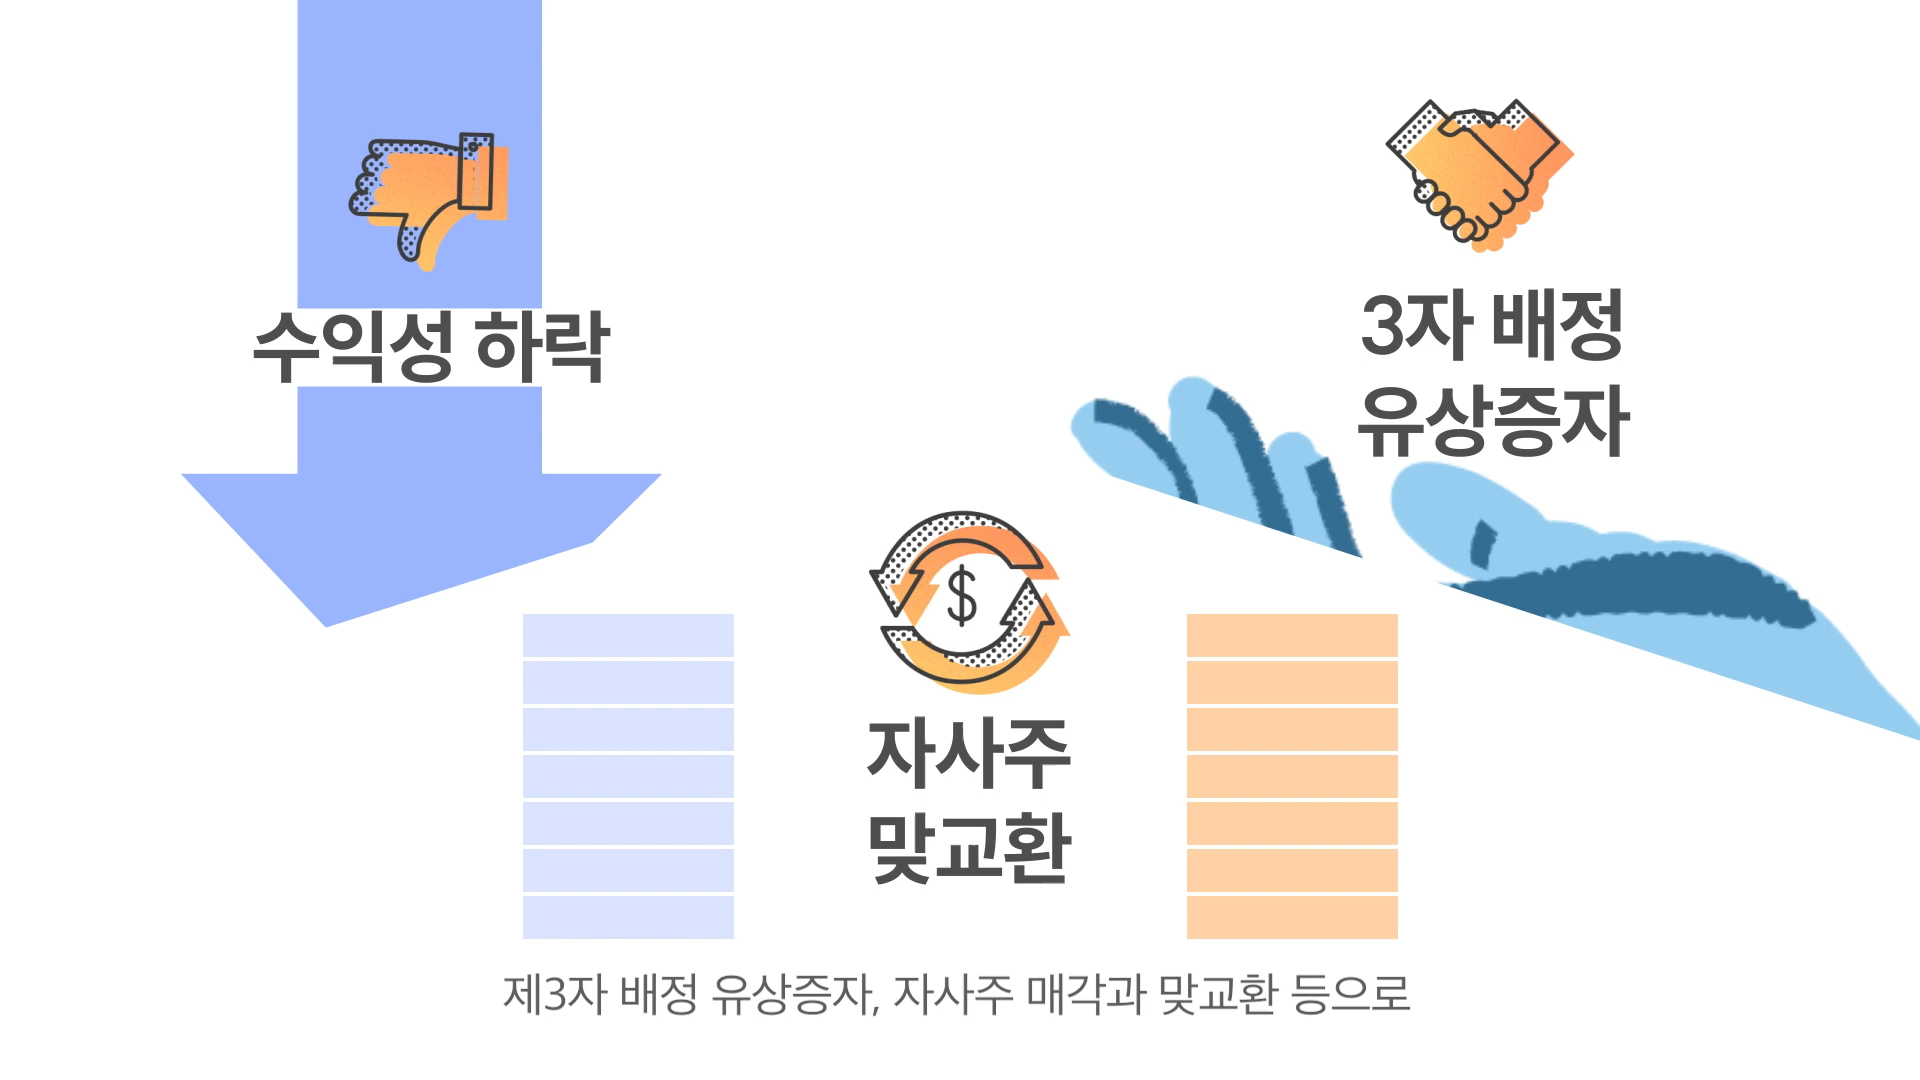 수익성 하락
3자 배정
유상증자
$
자사주
맞교환
제3자 배정 유상증자, 자사주 매각과 맞교환 등으로